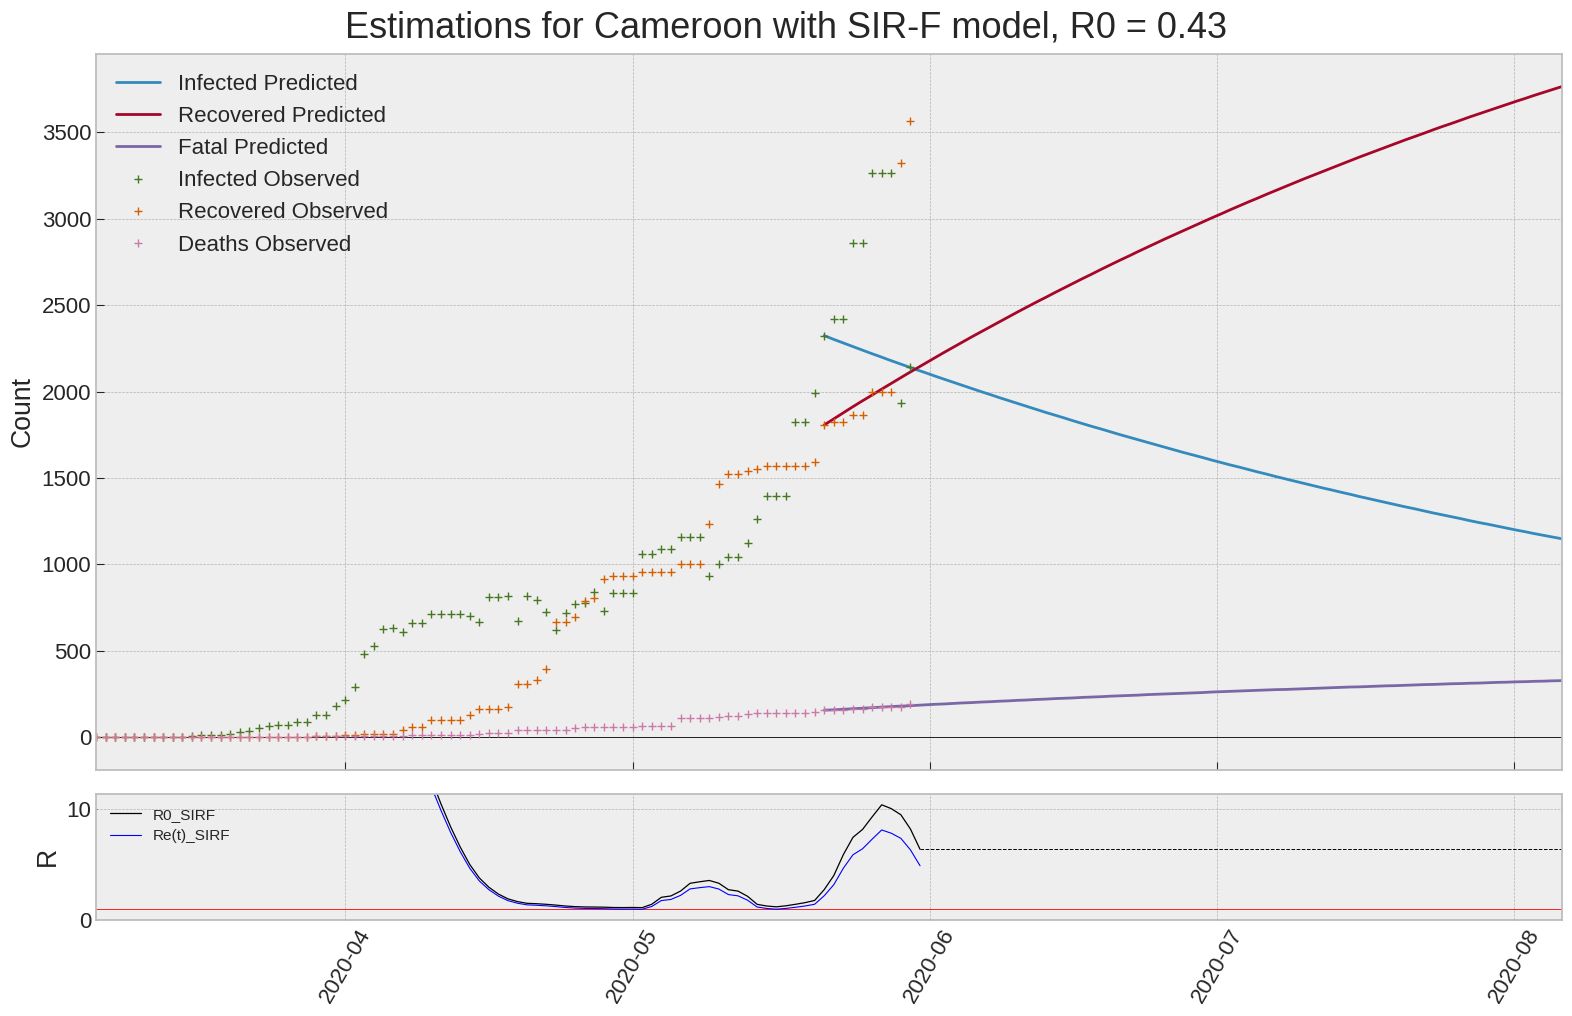 Estimations for Cameroon with SIR-F model, R0 = 0.43
Infected Predicted
Recovered Predicted
Fatal Predicted
Infected Observed
Recovered Observed
Deaths Observed
Count
3500
3000
2500
2000
1500
1000
500
0
R0_SIRF
Re(t)_SIRF
R
10
0
2020-04
2020-05
2020-06
2020-07
2020-08